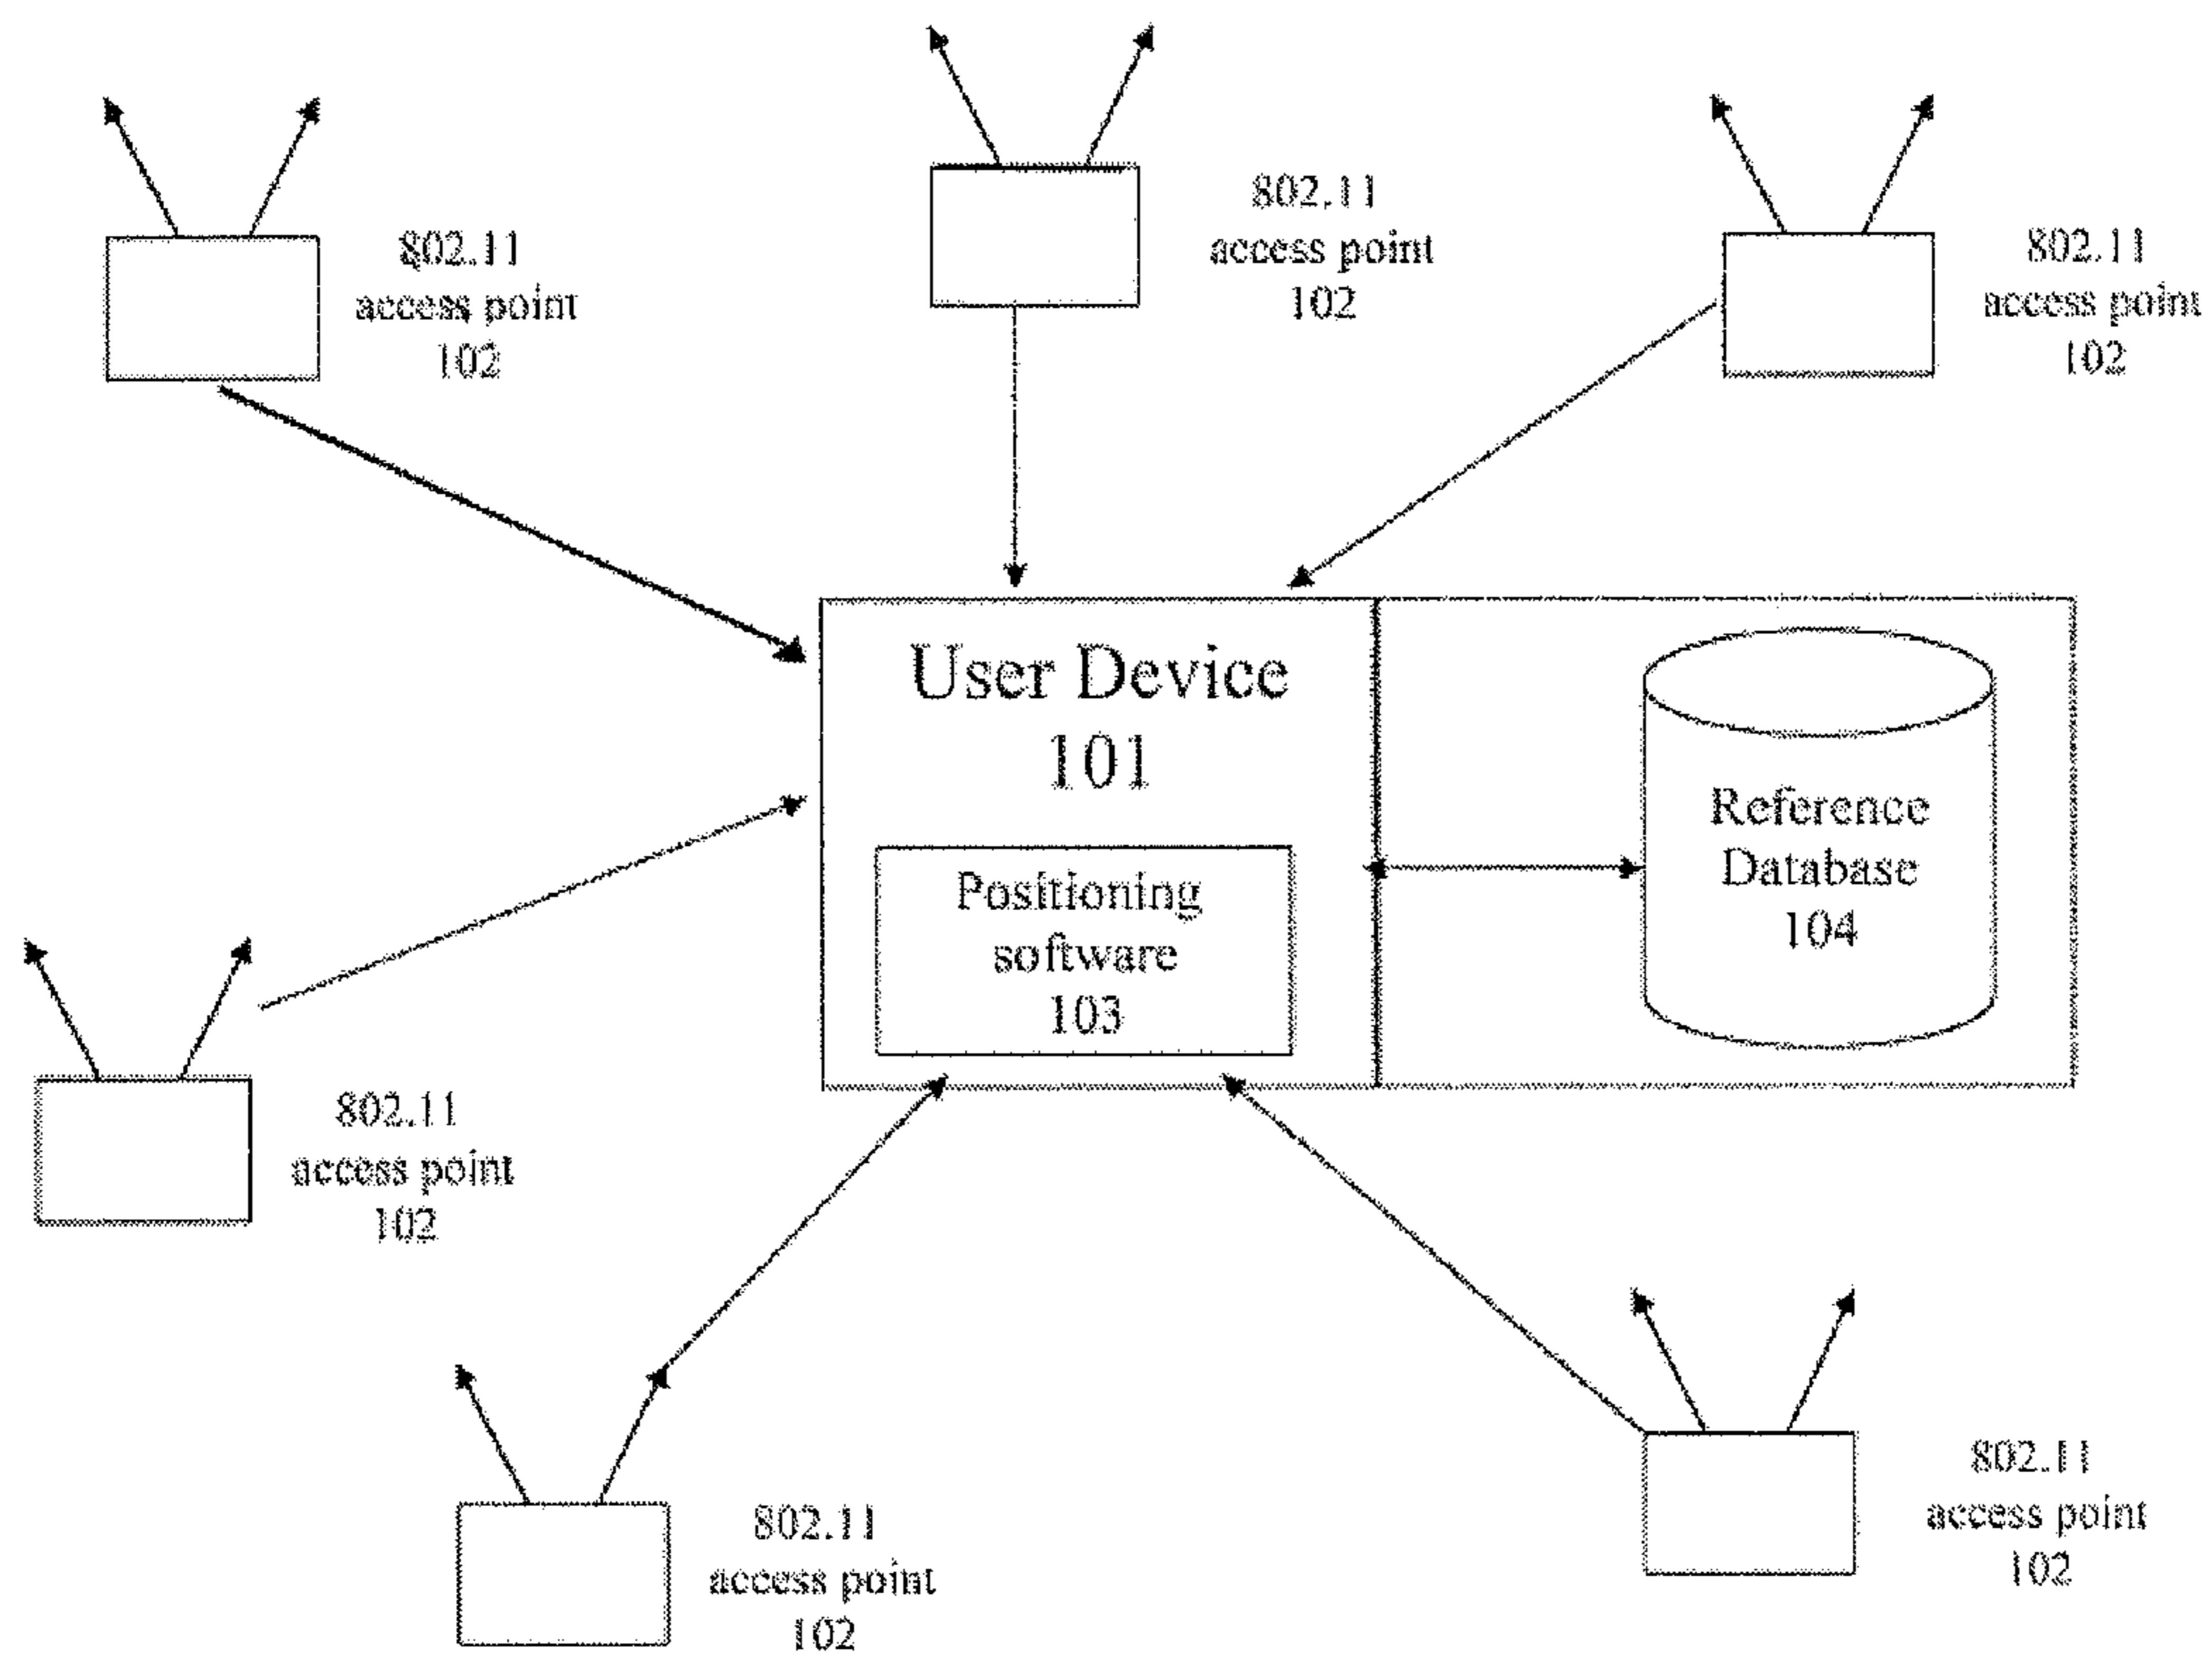 802.11
access point
102
802.11
access point
102
802.11
access point
102
User Device
101
Positioning
software
103
Reference
Database
104
802.11
access point
102
802.11
access point
102
802.11
access point
102